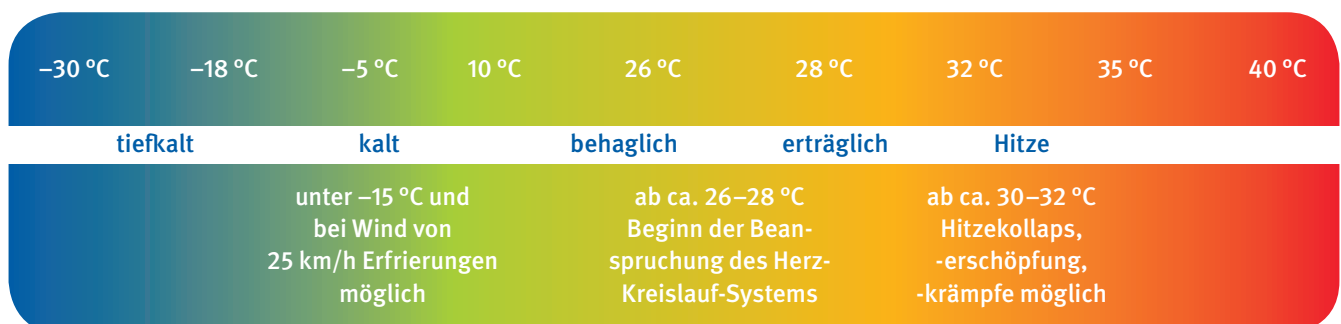 –30 °C –18 °C –5 °C 10 °C 26 °C 28 °C 32 °C 35 °C 40 °C
tiefkalt kalt behaglich erträglich Hitze
unter –15 °C und
bei Wind von
25 km/h Erfrierungen
möglich
ab ca. 26–28 °C
Beginn der Bean-
spruchung des Herz-
Kreislauf-Systems
ab ca. 30–32 °C
Hitzekollaps,
-erschöpfung,
-krämpfe möglich